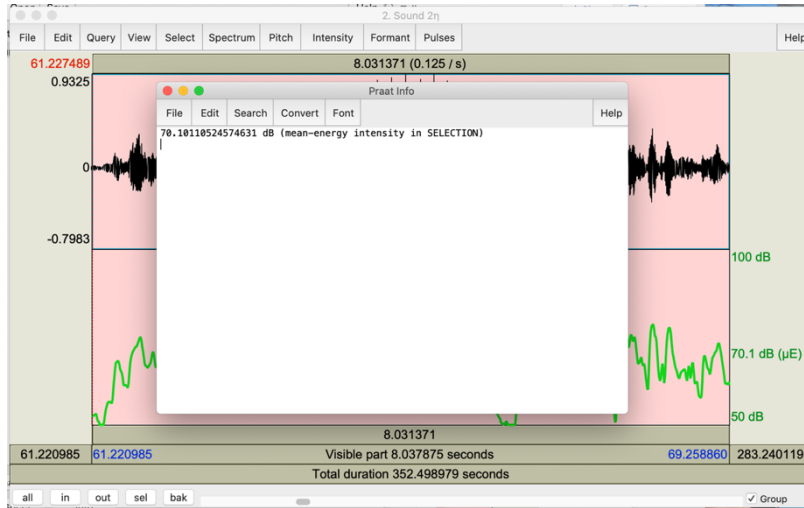 2. Sound 2η
File Edit Query View Select Spectrum Pitch Intensity Formant Pulses Help
61.227489 8.031371 (0.125 / s)
0.9325
Praat Info
File Edit Search Convert Font Help
70.10110524574631 dB (mean-energy intensity in SELECTION)
0
-0.7983
100 dB
70.1 dB (µE)
50 dB
8.031371
61.220985 61.220985 Visible part 8.037875 seconds 69.258860 283.240119
Total duration 352.498979 seconds
all in out sel bak Group